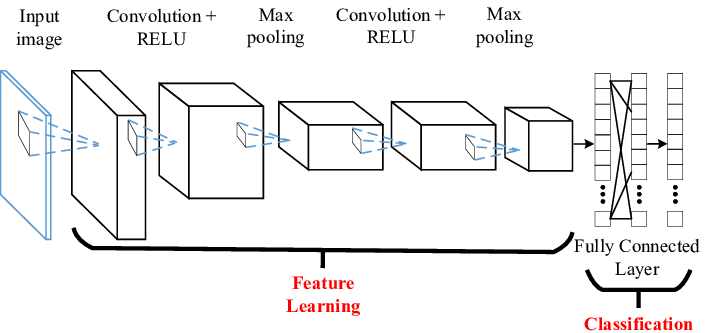 Input
image
Convolution +
RELU
Max
pooling
Convolution +
RELU
Max
pooling
Fully Connected
Layer
Feature
Learning
Classification